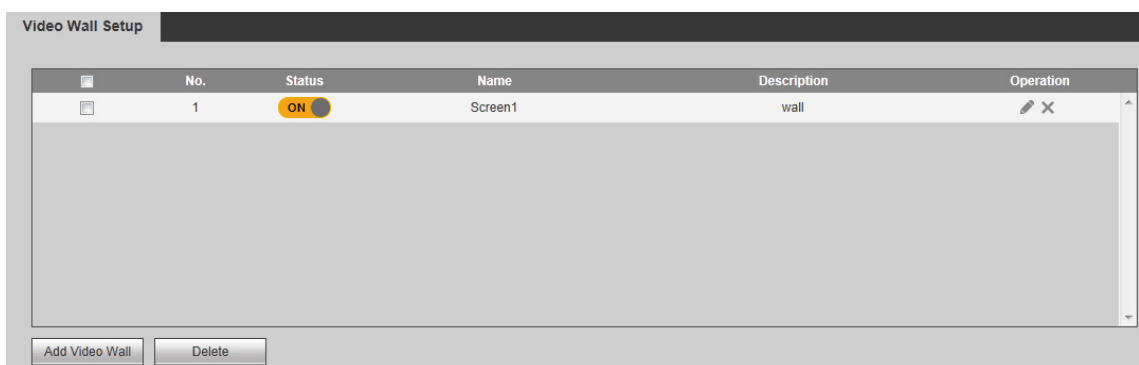 Video Wall Setup
No. Status Name Description Operation
1 ON Screen1 wall
Add Video Wall Delete